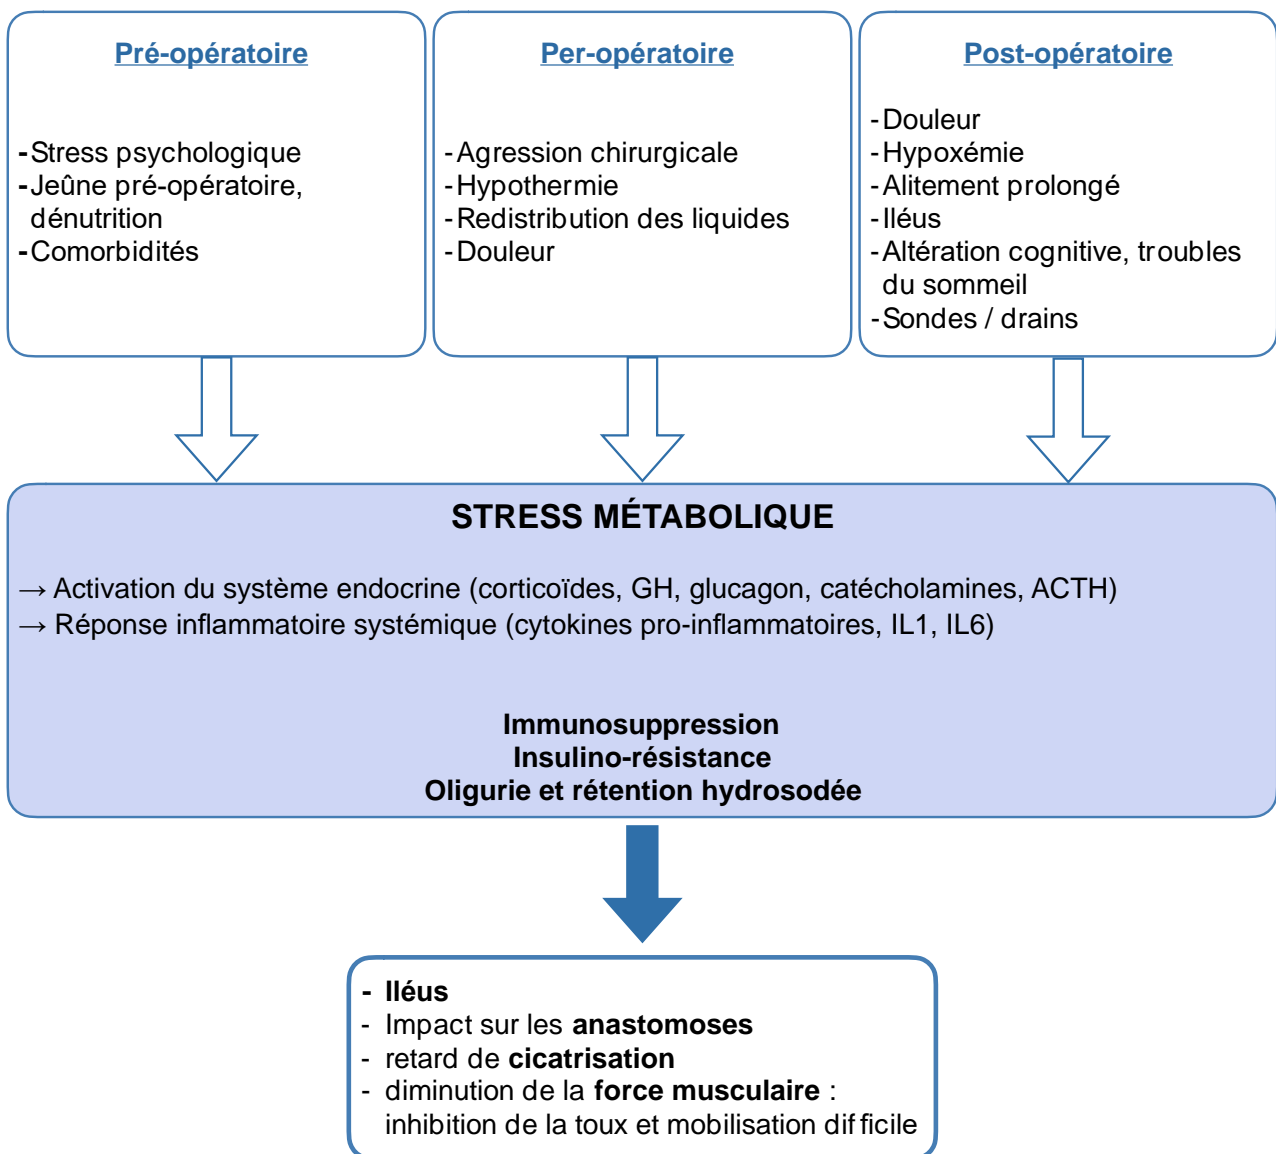 Pré-opératoire
-Stress psychologique
-Jeûne pré-opératoire,
dénutrition
-Comorbidités
Per-opératoire
-Agression chirurgicale
-Hypothermie
-Redistribution des liquides
-Douleur
Post-opératoire
-Douleur
-Hypoxémie
-Alitement prolongé
-Iléus
-Altération cognitive, troubles
du sommeil
-Sondes / drains
STRESS MÉTABOLIQUE
→ Activation du système endocrine (corticoïdes, GH, glucagon, catécholamines, ACTH)
→ Réponse inflammatoire systémique (cytokines pro-inflammatoires, IL1, IL6)
Immunosuppression
Insulino-résistance
Oligurie et rétention hydrosodée
- Iléus
- Impact sur les anastomoses
- retard de cicatrisation
- diminution de la force musculaire :
inhibition de la toux et mobilisation difficile